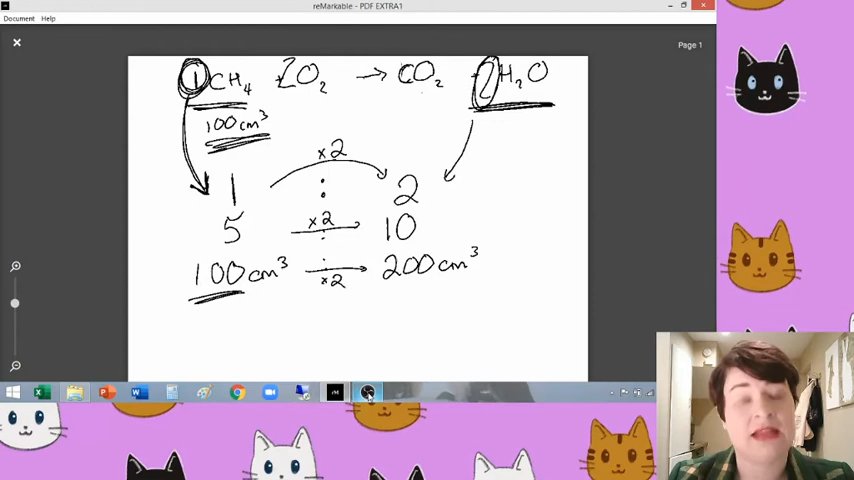 reMarkable - PDF EXTRA1
Document Help
Page 1
1 CH₄ 2O₂ → CO₂ 2H₂O
100cm³
×2
1 : 2
×2
5 : 10
100cm³ : 200cm³
×2